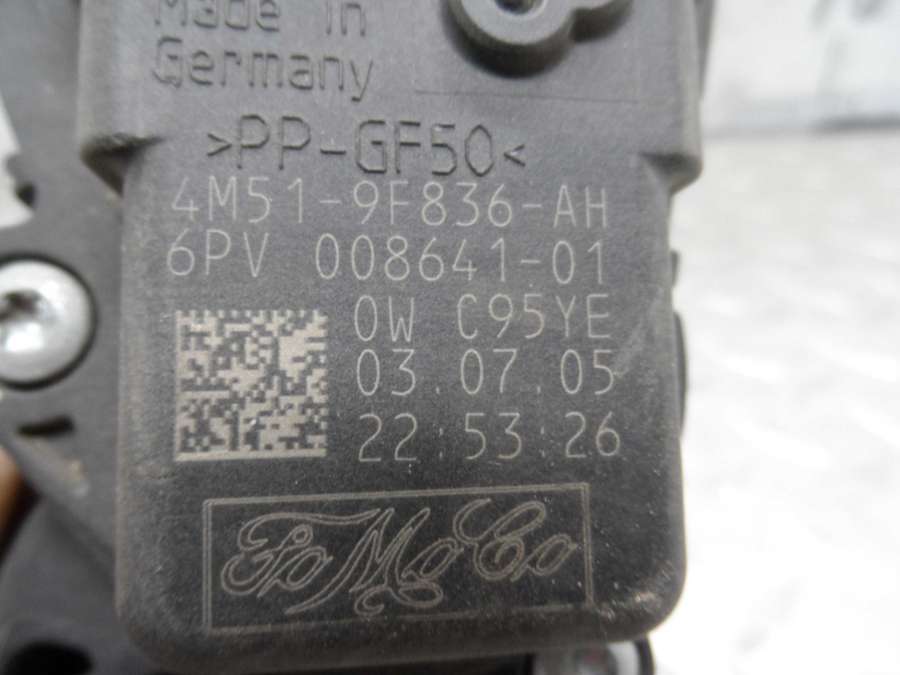 Made in
Germany
>PP-GF50<
4M51-9F836-AH
6PV 008641-01
0W C95YE
03.07.05
22:53:26
FoMoCo